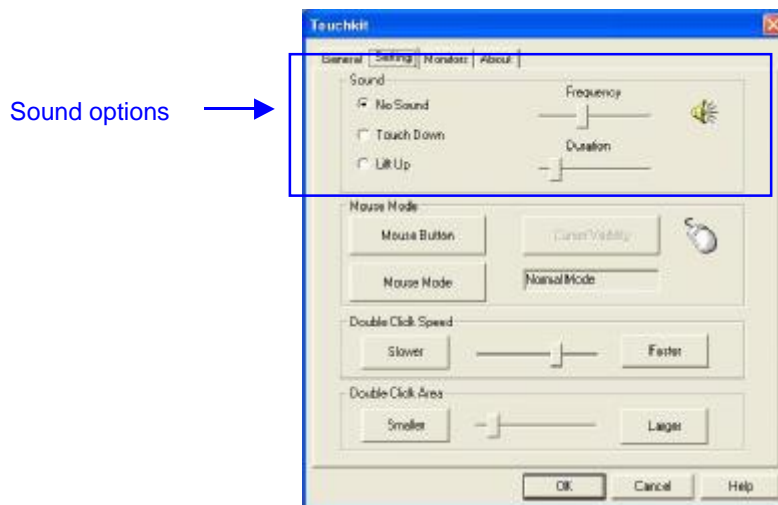 Touchkit
General Setting Monitors About
Sound options
Sound
No Sound
Frequency
Touch Down
Duration
Lift Up
Mouse Mode
Mouse Button
Cursor Visibility
Mouse Mode
Normal Mode
Double Click Speed
Slower
Faster
Double Click Area
Smaller
Larger
OK Cancel Help